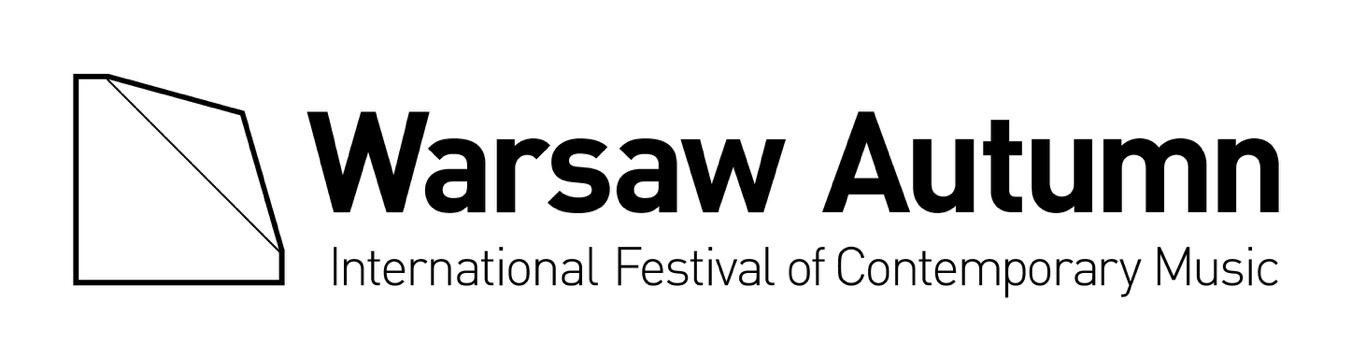 Warsaw Autumn
International Festival of Contemporary Music